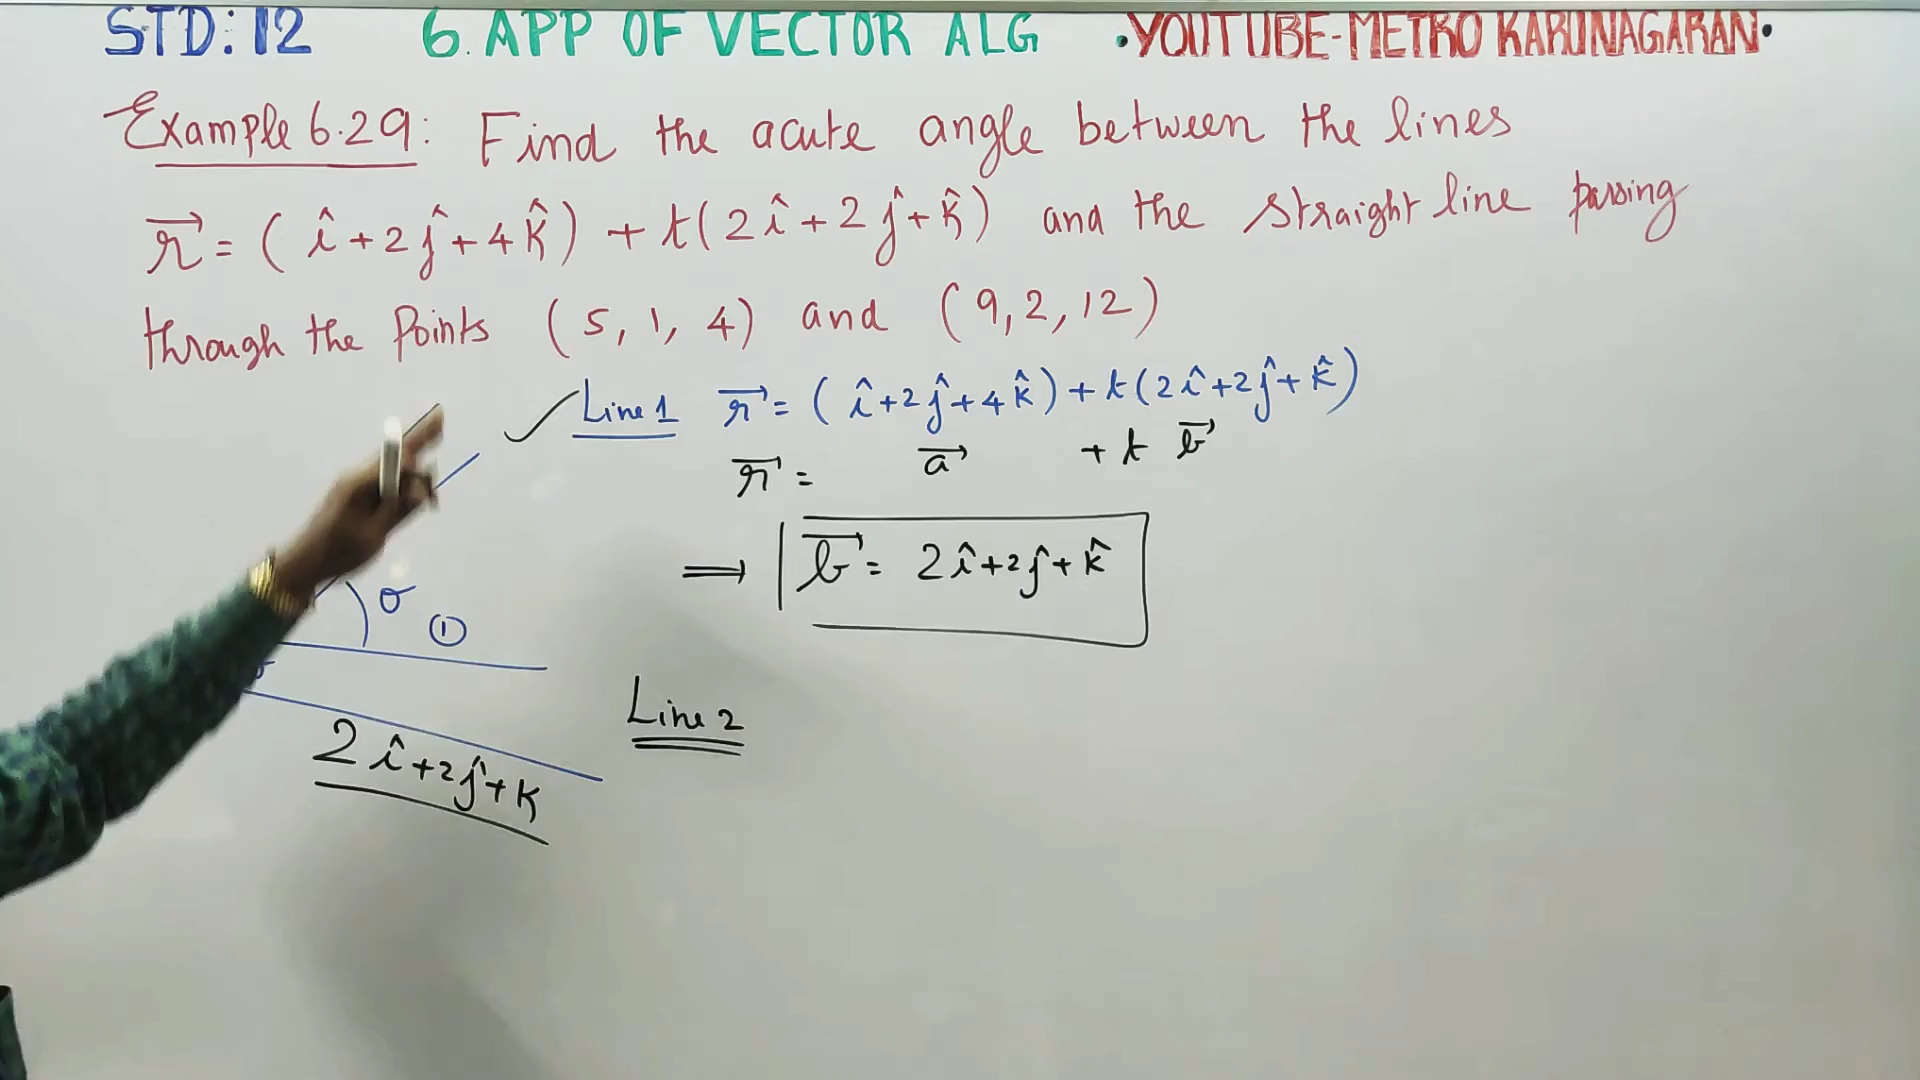 STD: 12 6. APP OF VECTOR ALG •YOUTUBE-METRO KARUNAGARAN•
Example 6.29: Find the acute angle between the lines
r⃗ = ( î + 2ĵ + 4k̂ ) + t( 2î + 2ĵ + k̂ ) and the straight line passing
through the Points ( 5, 1, 4 ) and ( 9, 2, 12 )
Line 1 r⃗ = ( î + 2ĵ + 4k̂ ) + t( 2î + 2ĵ + k̂ )
r⃗ = a⃗ + t b⃗
⟹ b⃗ = 2î + 2ĵ + k̂
θ ①
Line 2
2î + 2ĵ + k